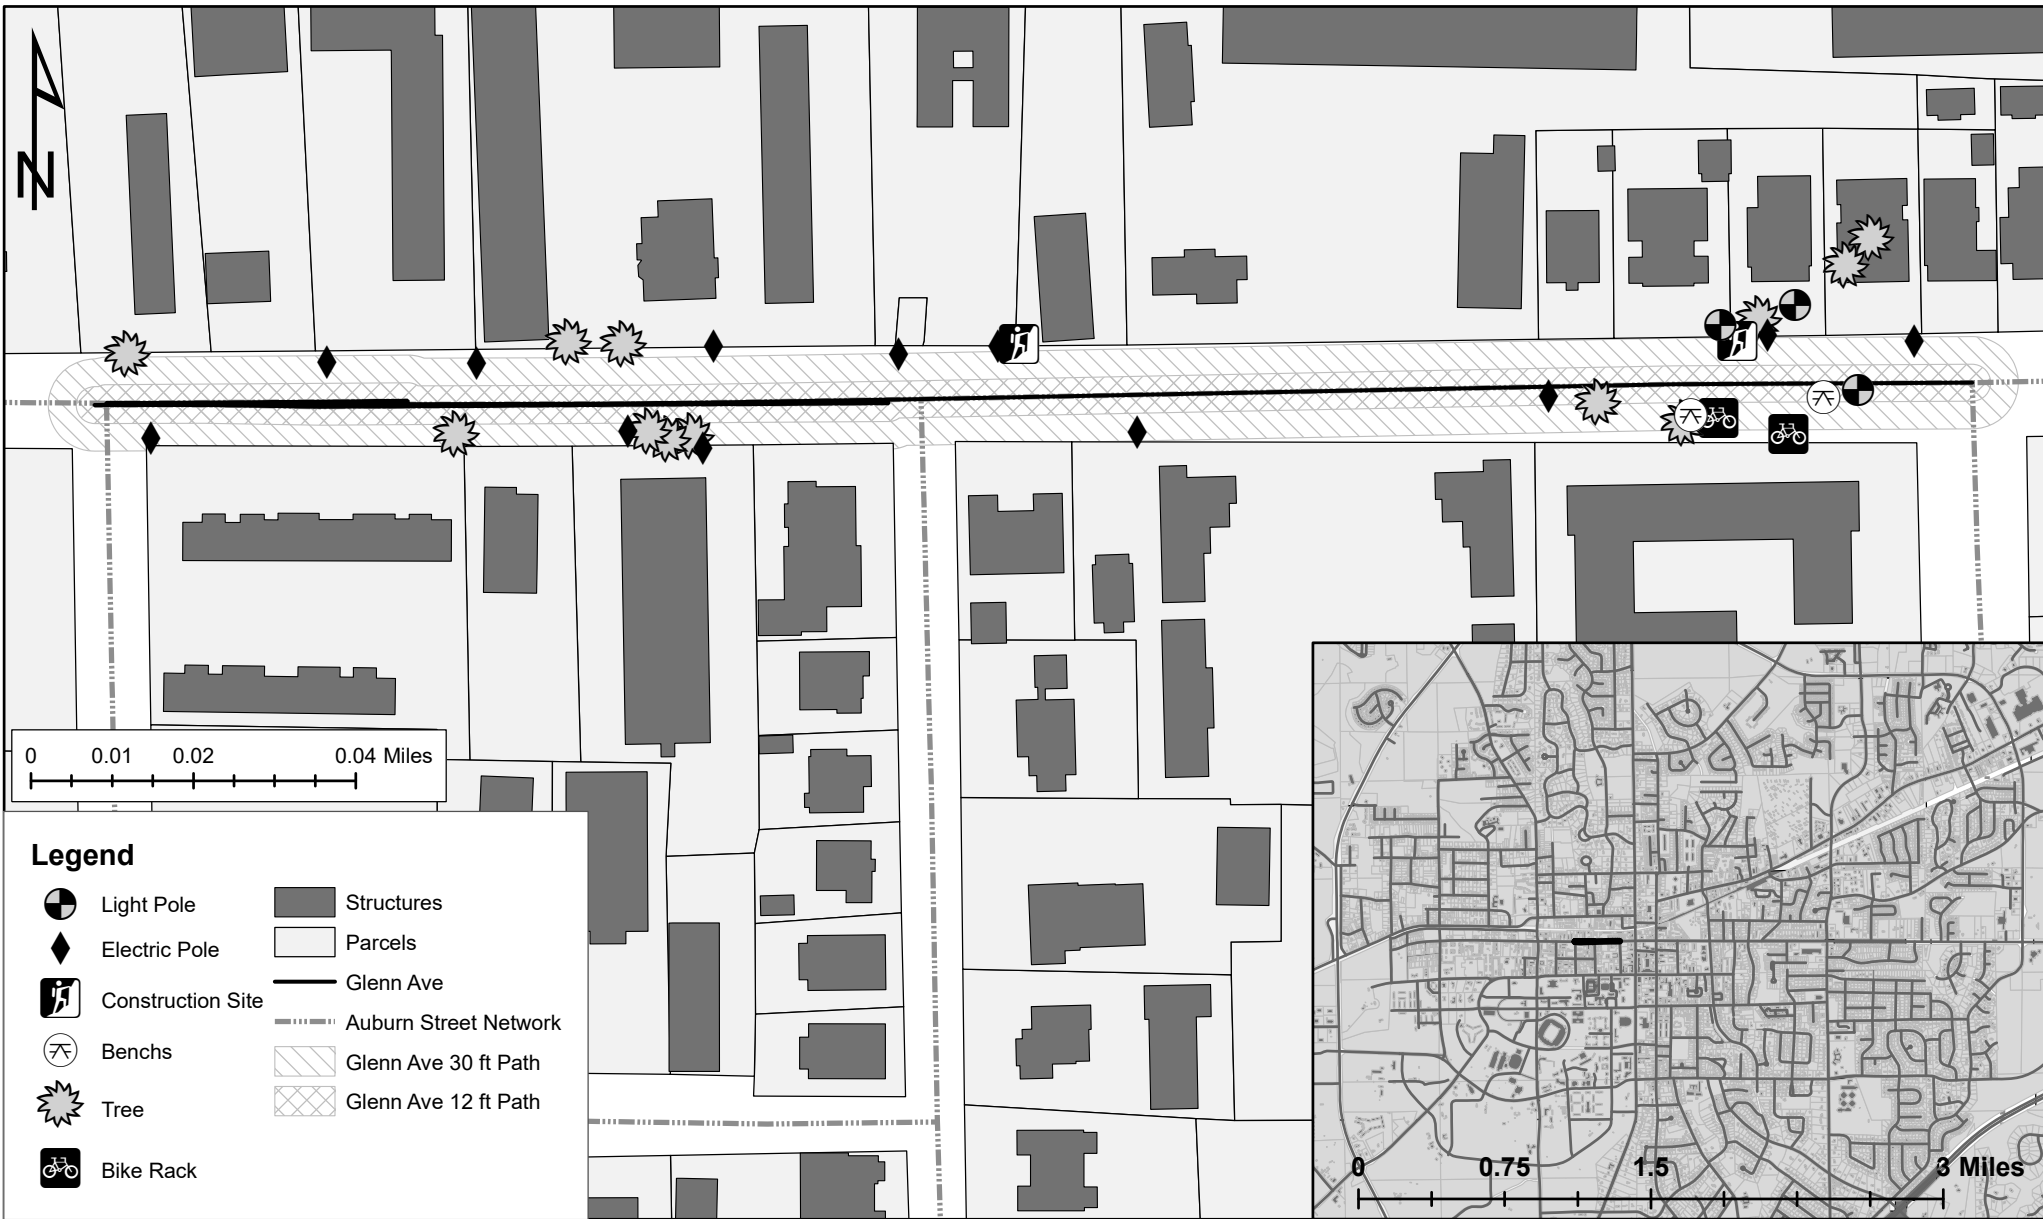 N
0 0.01 0.02 0.04 Miles
Legend
Light Pole
Electric Pole
Construction Site
Benchs
Tree
Bike Rack
Structures
Parcels
Glenn Ave
Auburn Street Network
Glenn Ave 30 ft Path
Glenn Ave 12 ft Path
0 0.75 1.5 3 Miles